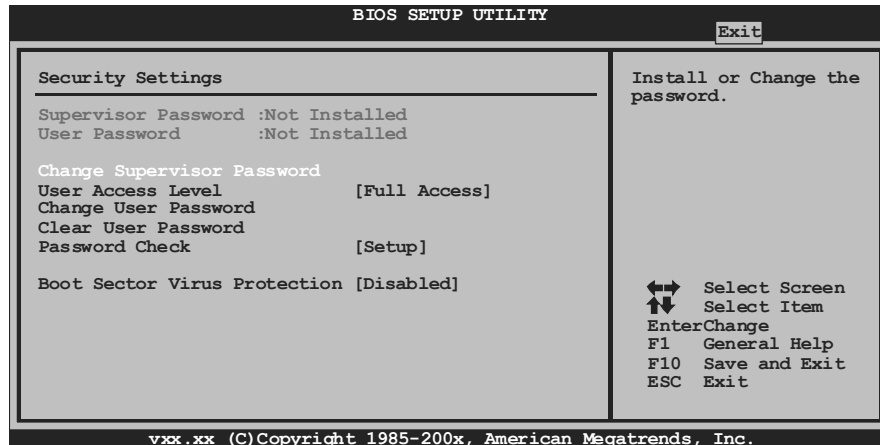 BIOS SETUP UTILITY
Exit
Security Settings
Supervisor Password :Not Installed
User Password :Not Installed
Change Supervisor Password
User Access Level [Full Access]
Change User Password
Clear User Password
Password Check [Setup]
Boot Sector Virus Protection [Disabled]
Install or Change the
password.
Select Screen
Select Item
EnterChange
F1 General Help
F10 Save and Exit
ESC Exit
vxx.xx (C)Copyright 1985-200x, American Megatrends, Inc.